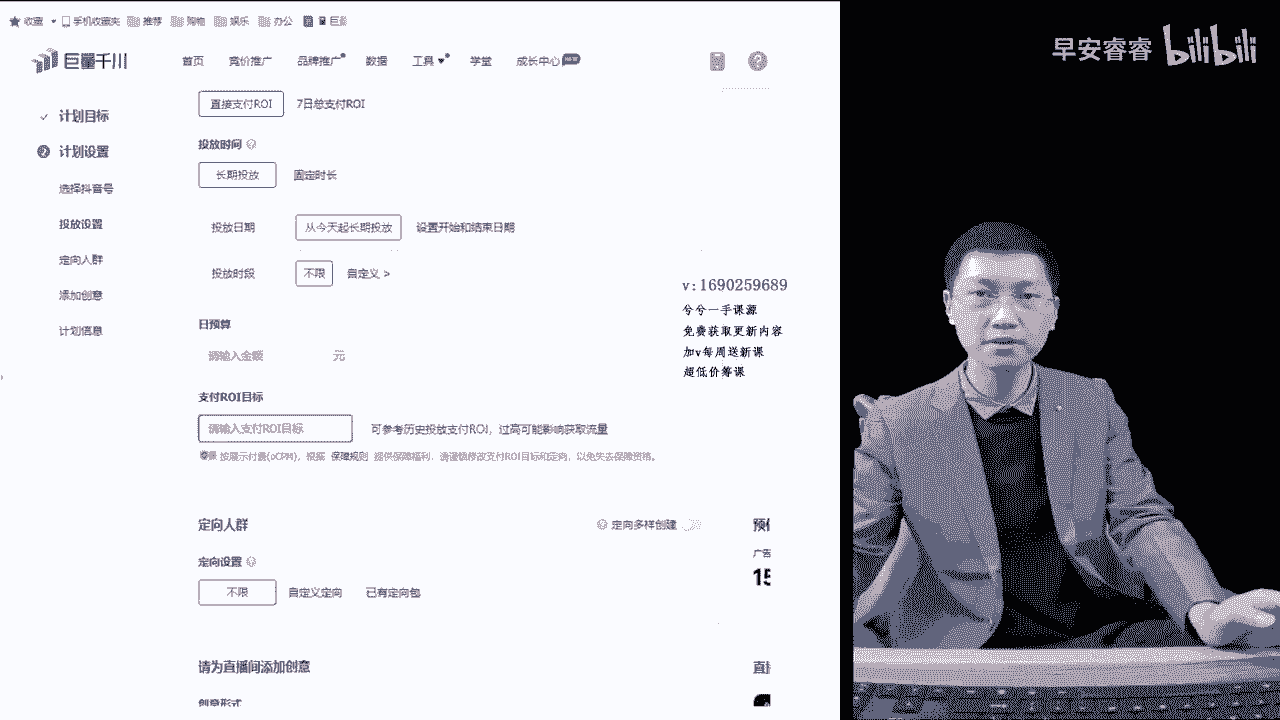 收藏 手机收藏夹 推荐 购物 娱乐 办公
早安睿睿 bilibili
巨量千川 首页 竞价推广 品牌推广 数据 工具 学堂 成长中心 NEW
计划目标
计划设置
选择抖音号
投放设置
定向人群
添加创意
计划信息
直接支付ROI 7日总支付ROI
投放时间
长期投放 固定时长
投放日期 从今天起长期投放 设置开始和结束日期
投放时段 不限 自定义 >
日预算
请输入金额 元
支付ROI目标
请输入支付ROI目标 可参考历史投放支付ROI，过高可能影响获取流量
按展示付费(oCPM)，根据 保障规则 提供保障福利，请谨慎修改支付ROI目标和定向，以免失去保障资格。
v:1690259689
兮兮一手课源
免费获取更新内容
加v每周送新课
超低价筹课
定向人群 定向多样创建
定向设置
不限 自定义定向 已有定向包
广告
15
请为直播间添加创意
创意形式